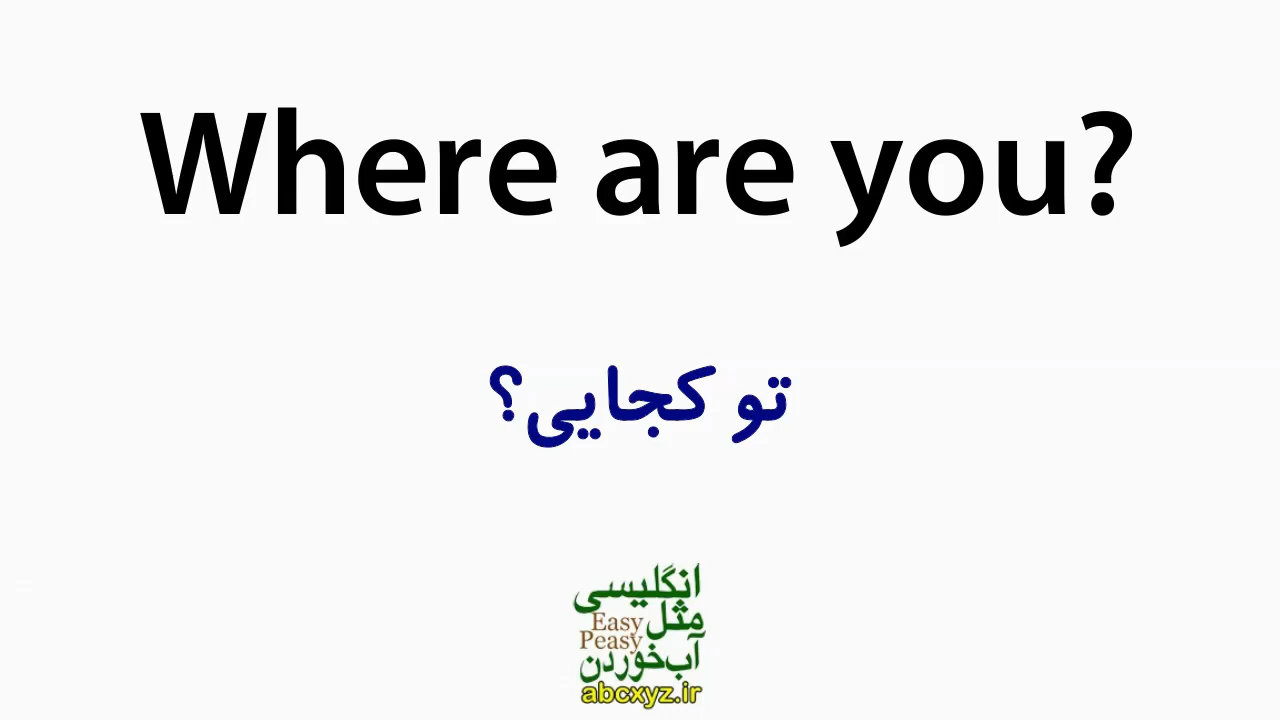 Where are you?
تو کجایی؟
انگلیسی
مثل Easy
Peasy
آب‌خوردن
abcxyz.ir